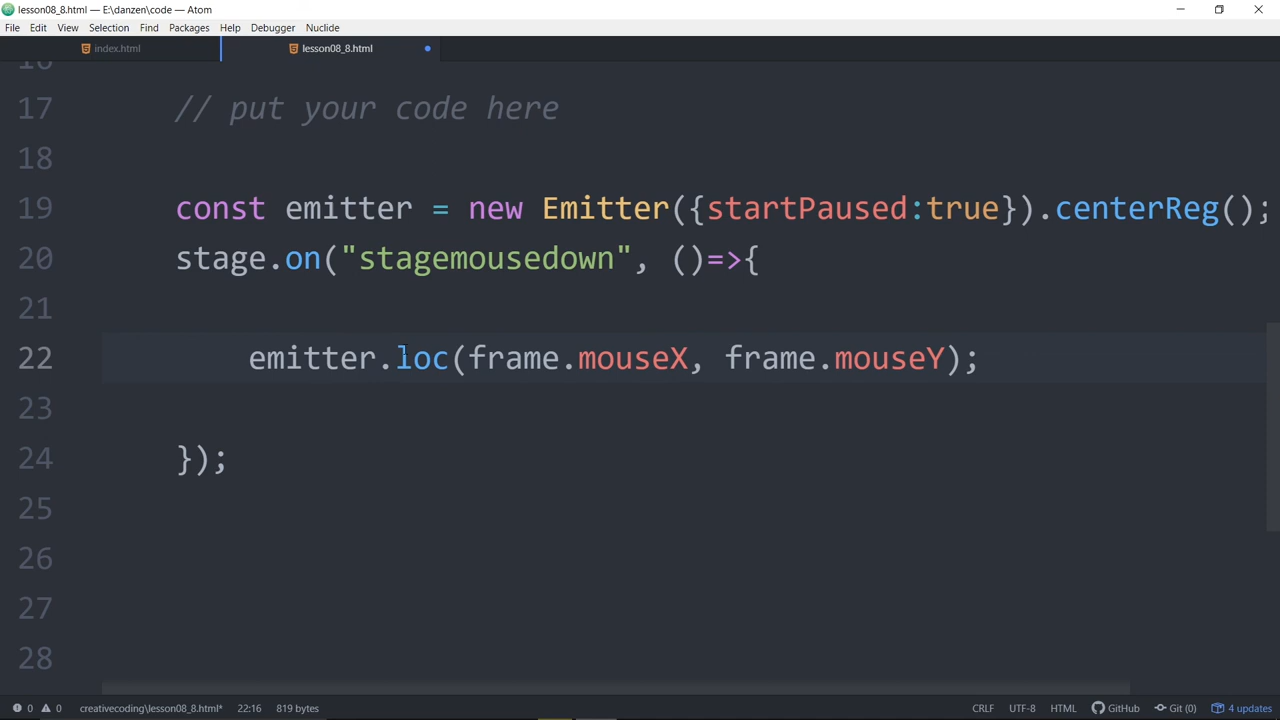 lesson08_8.html — E:\danzen\code — Atom
File Edit View Selection Find Packages Help Debugger Nuclide
index.html lesson08_8.html
16
17 // put your code here
18
19 const emitter = new Emitter({startPaused:true}).centerReg();
20 stage.on("stagemousedown", ()=>{
21
22 emitter.loc(frame.mouseX, frame.mouseY);
23
24 });
25
26
27
28
0 0 creativecoding\lesson08_8.html* 22:16 819 bytes CRLF UTF-8 HTML GitHub Git (0) 4 updates